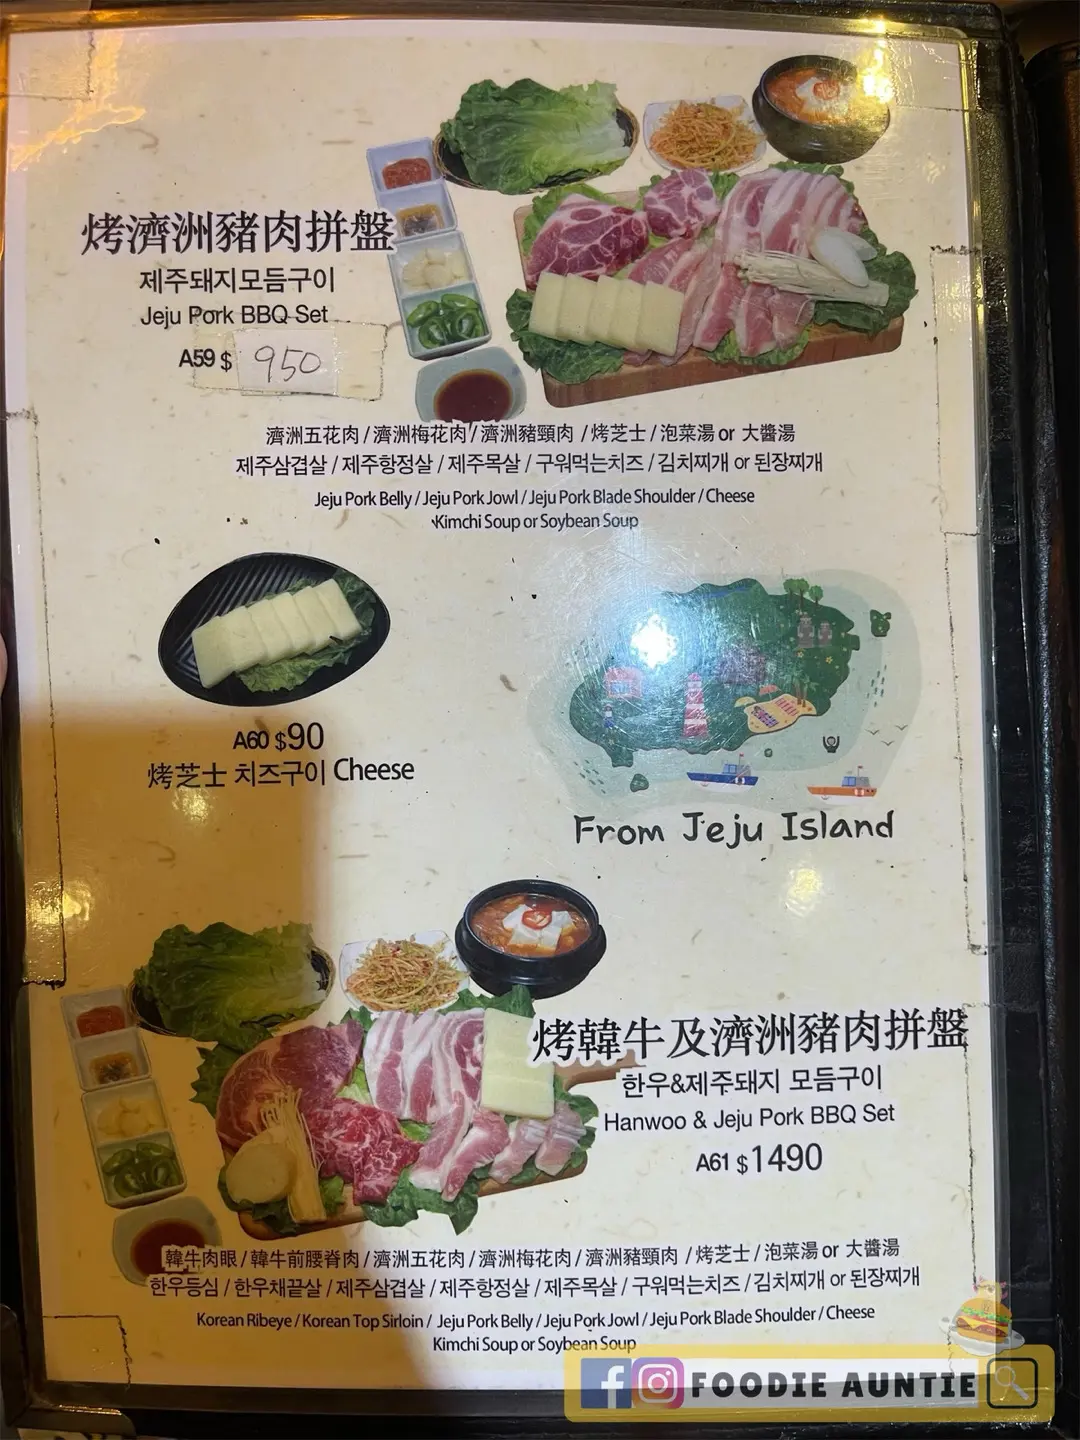 烤濟洲豬肉拼盤
제주돼지모듬구이
Jeju Pork BBQ Set
A59 $ 950
濟洲五花肉 / 濟洲梅花肉 / 濟洲豬頸肉 / 烤芝士 / 泡菜湯 or 大醬湯
제주삼겹살 / 제주항정살 / 제주목살 / 구워먹는치즈 / 김치찌개 or 된장찌개
Jeju Pork Belly / Jeju Pork Jowl / Jeju Pork Blade Shoulder / Cheese
Kimchi Soup or Soybean Soup
A60 $90
烤芝士 치즈구이 Cheese
From Jeju Island
烤韓牛及濟洲豬肉拼盤
한우&제주돼지 모듬구이
Hanwoo & Jeju Pork BBQ Set
A61 $1490
韓牛肉眼 / 韓牛前腰脊肉 / 濟洲五花肉 / 濟洲梅花肉 / 濟洲豬頸肉 / 烤芝士 / 泡菜湯 or 大醬湯
한우등심 / 한우채끝살 / 제주삼겹살 / 제주항정살 / 제주목살 / 구워먹는치즈 / 김치찌개 or 된장찌개
Korean Ribeye / Korean Top Sirloin / Jeju Pork Belly / Jeju Pork Jowl / Jeju Pork Blade Shoulder / Cheese
Kimchi Soup or Soybean Soup
FOODIE AUNTIE